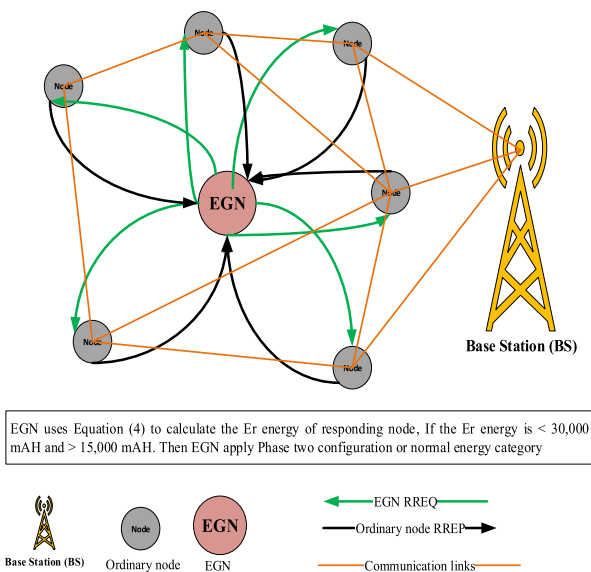 Node
Node
Node
EGN
Node
Node
Node
Base Station (BS)
EGN uses Equation (4) to calculate the Er energy of responding node, If the Er energy is < 30,000
mAH and > 15,000 mAH. Then EGN apply Phase two configuration or normal energy category
Node
EGN
EGN RREQ
Ordinary node RREP
Base Station (BS)
Ordinary node
EGN
Communication links